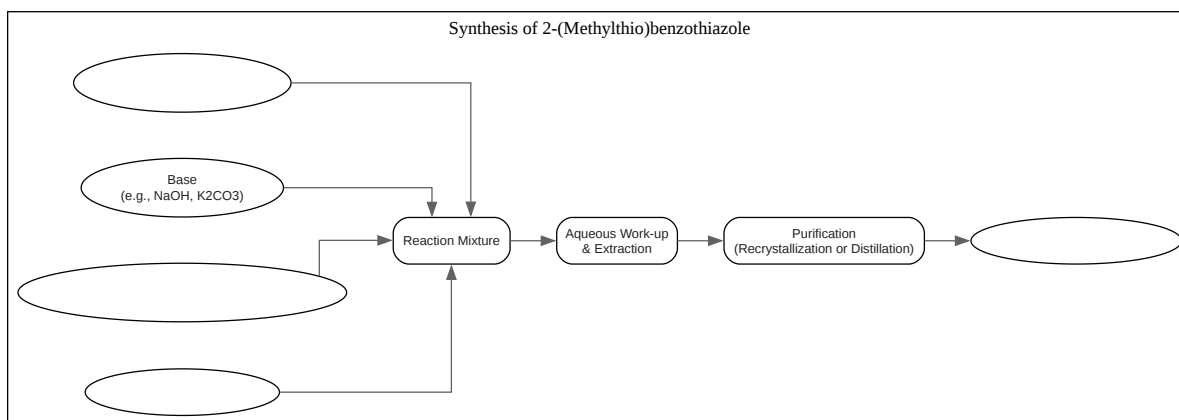 Synthesis of 2-(Methylthio)benzothiazole
Base
(e.g., NaOH, K2CO3)
Reaction Mixture
Aqueous Work-up
& Extraction
Purification
(Recrystallization or Distillation)